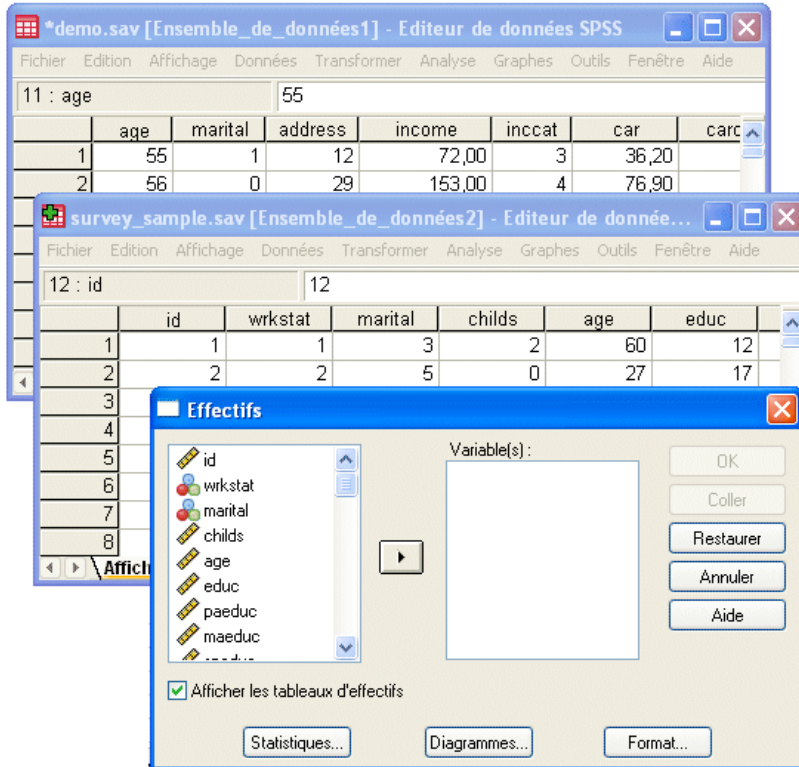 *demo.sav [Ensemble_de_données1] - Editeur de données SPSS
Fichier Edition Affichage Données Transformer Analyse Graphes Outils Fenêtre Aide
11 : age 55
age marital address income inccat car
1 55 1 12 72,00 3 36,20
2 56 0 29 153,00 4 76,90
survey_sample.sav [Ensemble_de_données2] - Editeur de donnée...
Fichier Edition Affichage Données Transformer Analyse Graphes Outils Fenêtre Aide
12 : id 12
id wrkstat marital childs age educ
1 1 1 3 2 60 12
2 2 2 5 0 27 17
3
4
5
6
7
8
Effectifs
id
wrkstat
marital
childs
age
educ
paeduc
maeduc
Variable(s) :
OK
Coller
Restaurer
Annuler
Aide
Afficher les tableaux d'effectifs
Statistiques... Diagrammes... Format...